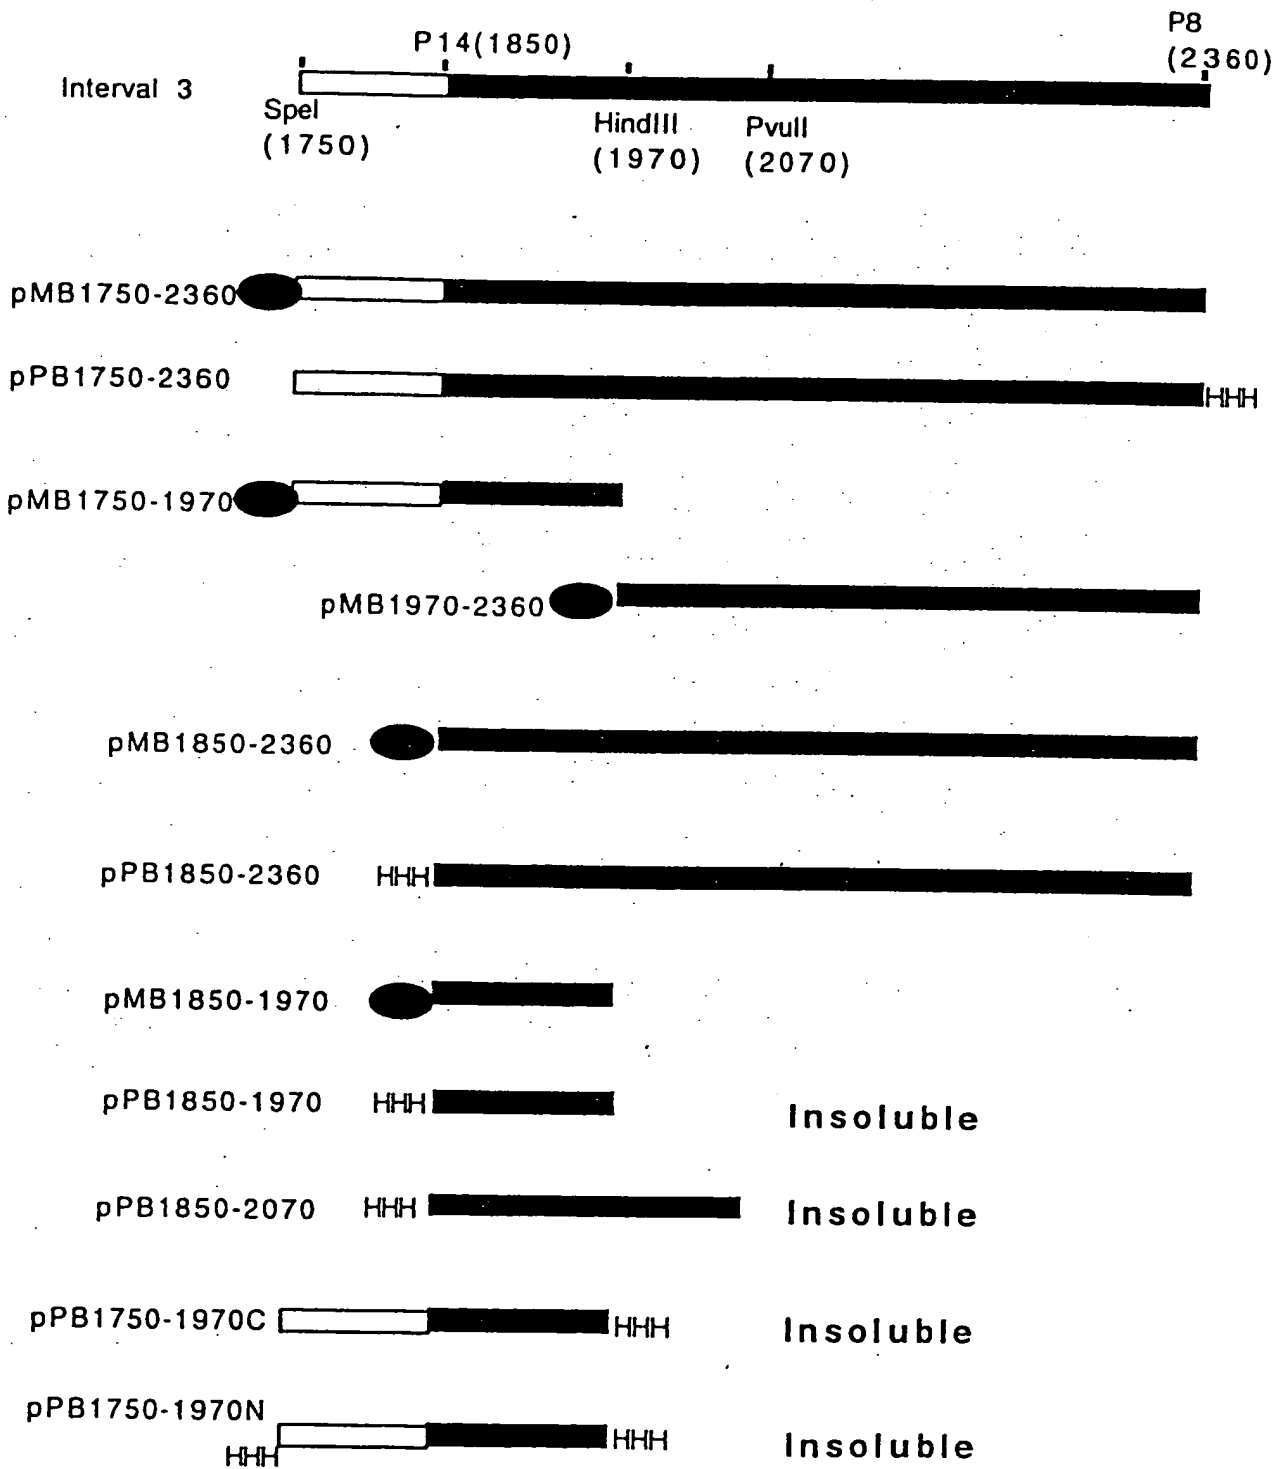 P8
P14(1850)
(2360)
Interval 3
SpeI
(1750)
HindIII
(1970)
PvuII
(2070)
pMB1750-2360
pPB1750-2360
HHH
pMB1750-1970
pMB1970-2360
pMB1850-2360
pPB1850-2360 HHH
pMB1850-1970
pPB1850-1970 HHH Insoluble
pPB1850-2070 HHH Insoluble
pPB1750-1970C HHH Insoluble
pPB1750-1970N
HHH HHH Insoluble